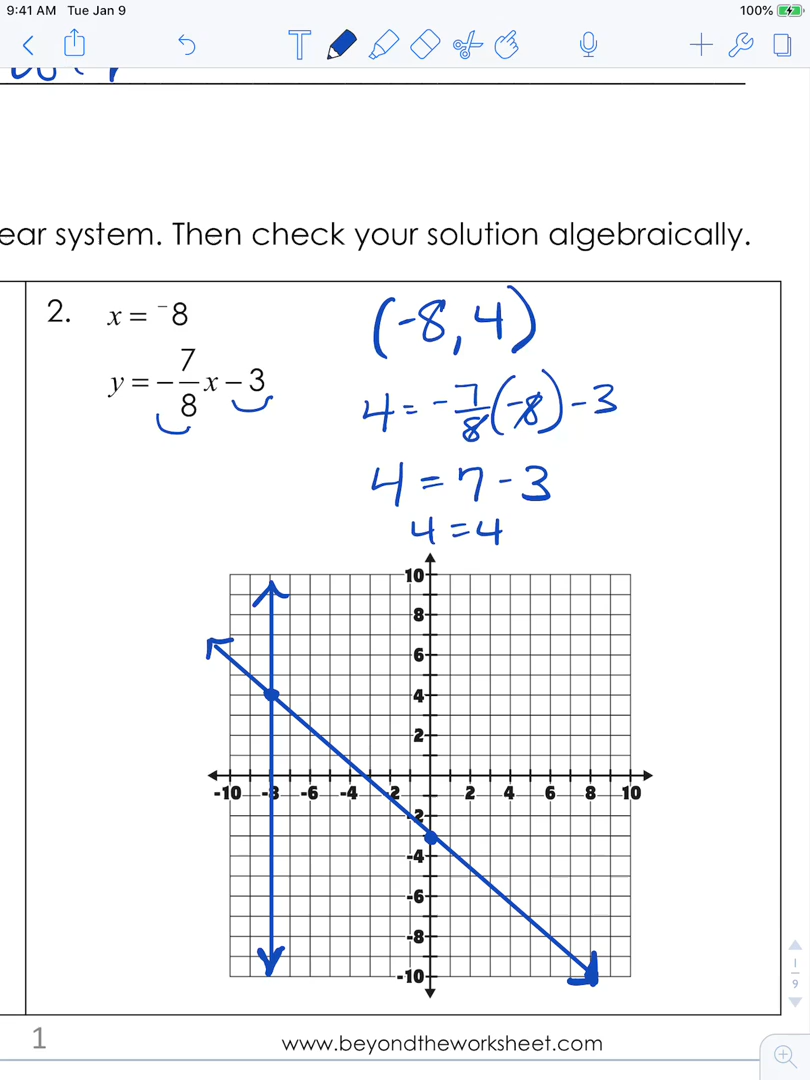 9:41 AM Tue Jan 9 100%
T
ear system. Then check your solution algebraically.
2. x = ⁻8
(-8, 4)
y = -7/8 x - 3
4 = -7/8(-8) - 3
4 = 7 - 3
4 = 4
10
8
6
4
2
-10 -8 -6 -4 -2 2 4 6 8 10
-2
-4
-6
-8
-10
1
9
1 www.beyondtheworksheet.com